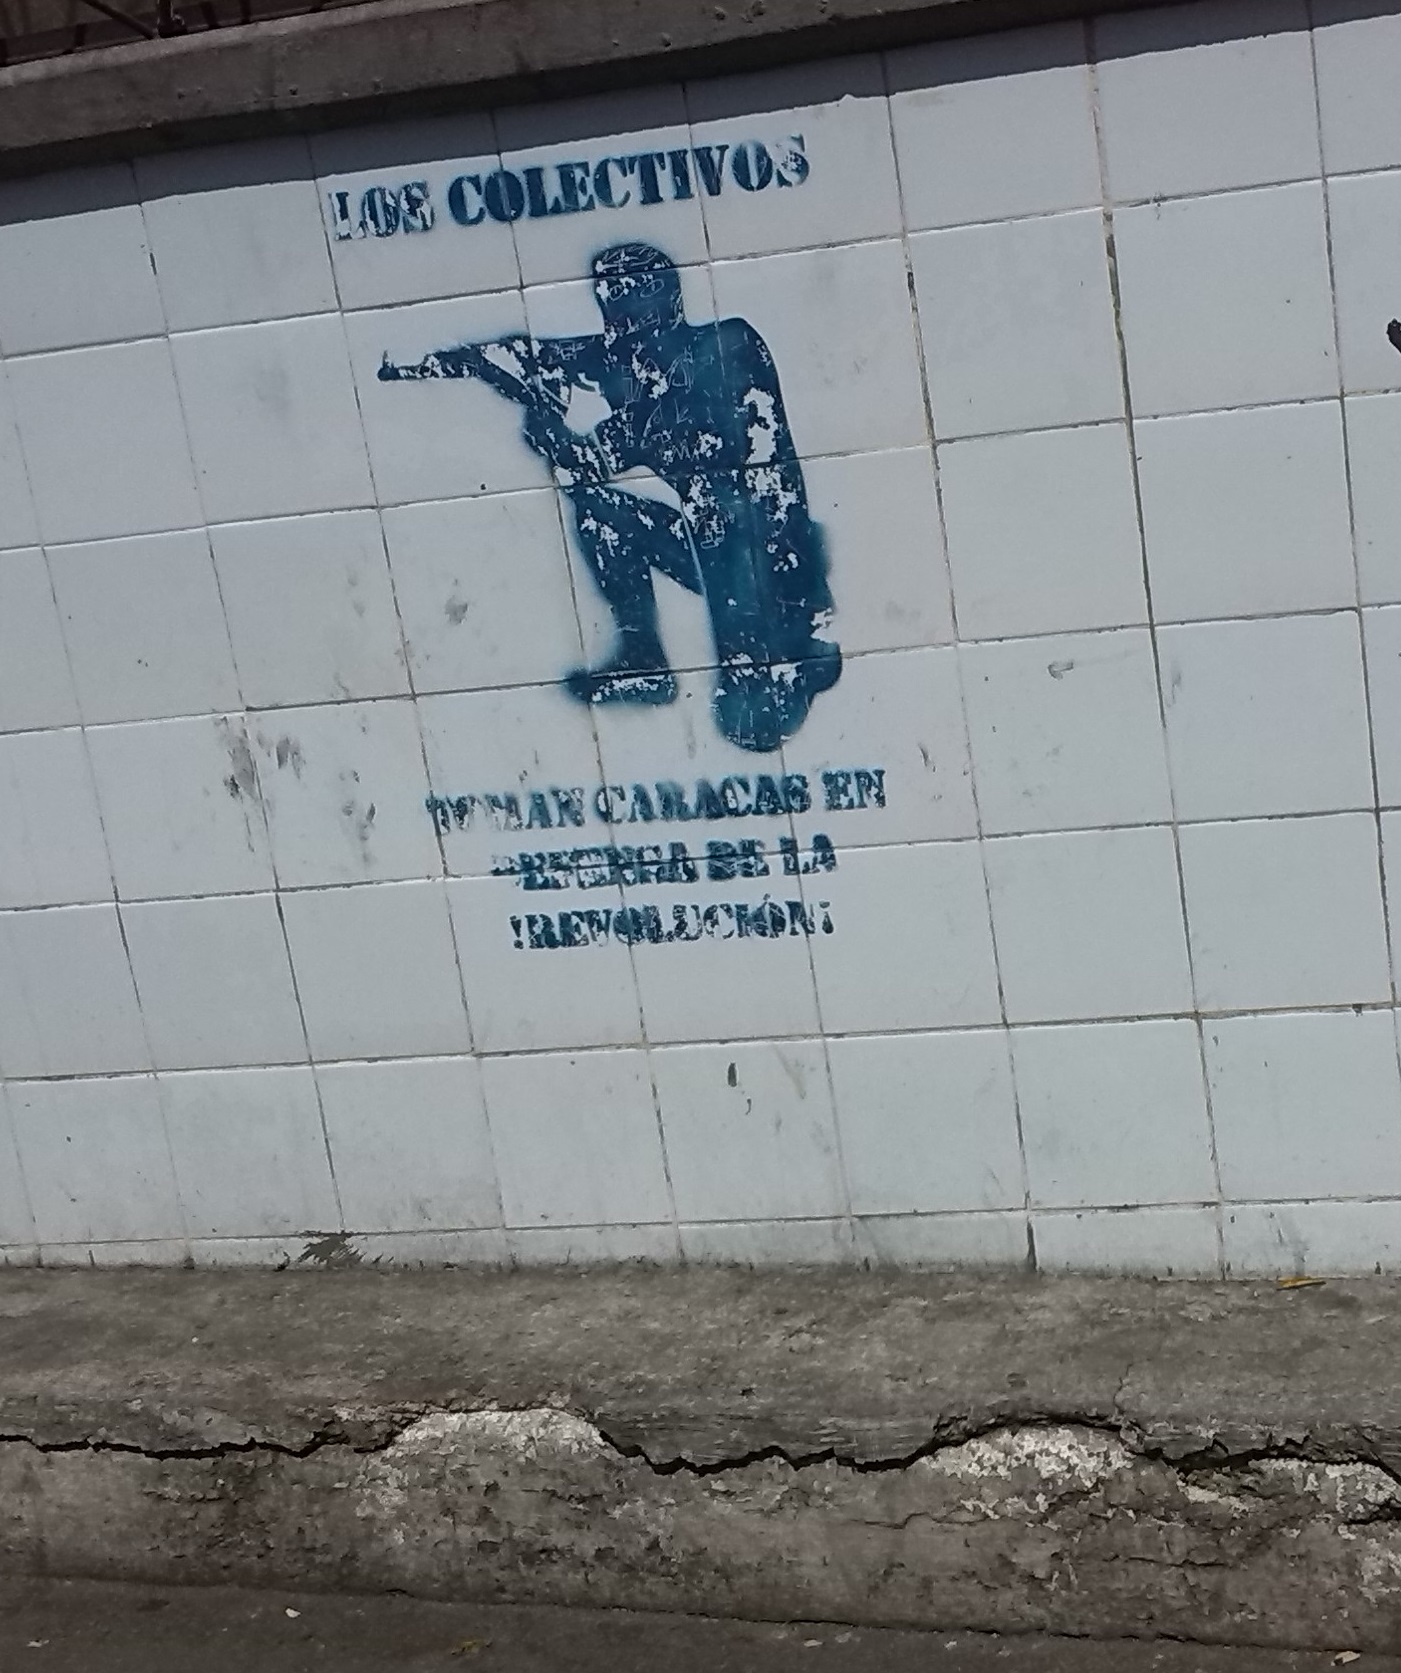 LOS COLECTIVOS
TOMAN CARACAS EN
DEFENSA DE LA
!REVOLUCIÓN¡